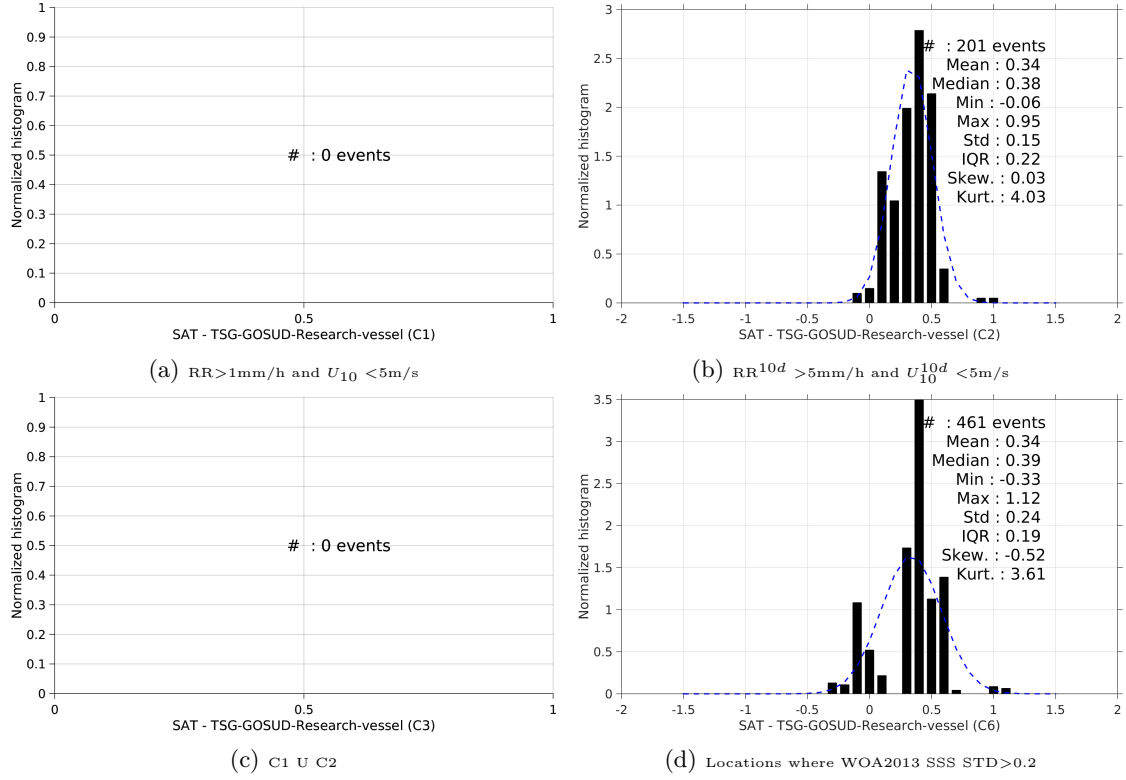 1
0.9
0.8
0.7
0.6
0.5
0.4
0.3
0.2
0.1
0
Normalized histogram
# : 0 events
0 0.5 1
SAT - TSG-GOSUD-Research-vessel (C1)
(a) RR>1mm/h and U10 <5m/s
3
2.5
2
1.5
1
0.5
0
Normalized histogram
# : 201 events
Mean : 0.34
Median : 0.38
Min : -0.06
Max : 0.95
Std : 0.15
IQR : 0.22
Skew. : 0.03
Kurt. : 4.03
-2 -1.5 -1 -0.5 0 0.5 1 1.5 2
SAT - TSG-GOSUD-Research-vessel (C2)
(b) RR10d >5mm/h and U10d10 <5m/s
1
0.9
0.8
0.7
0.6
0.5
0.4
0.3
0.2
0.1
0
Normalized histogram
# : 0 events
0 0.5 1
SAT - TSG-GOSUD-Research-vessel (C3)
(c) C1 U C2
3.5
3
2.5
2
1.5
1
0.5
0
Normalized histogram
# : 461 events
Mean : 0.34
Median : 0.39
Min : -0.33
Max : 1.12
Std : 0.24
IQR : 0.19
Skew. : -0.52
Kurt. : 3.61
-2 -1.5 -1 -0.5 0 0.5 1 1.5 2
SAT - TSG-GOSUD-Research-vessel (C6)
(d) Locations where WOA2013 SSS STD>0.2